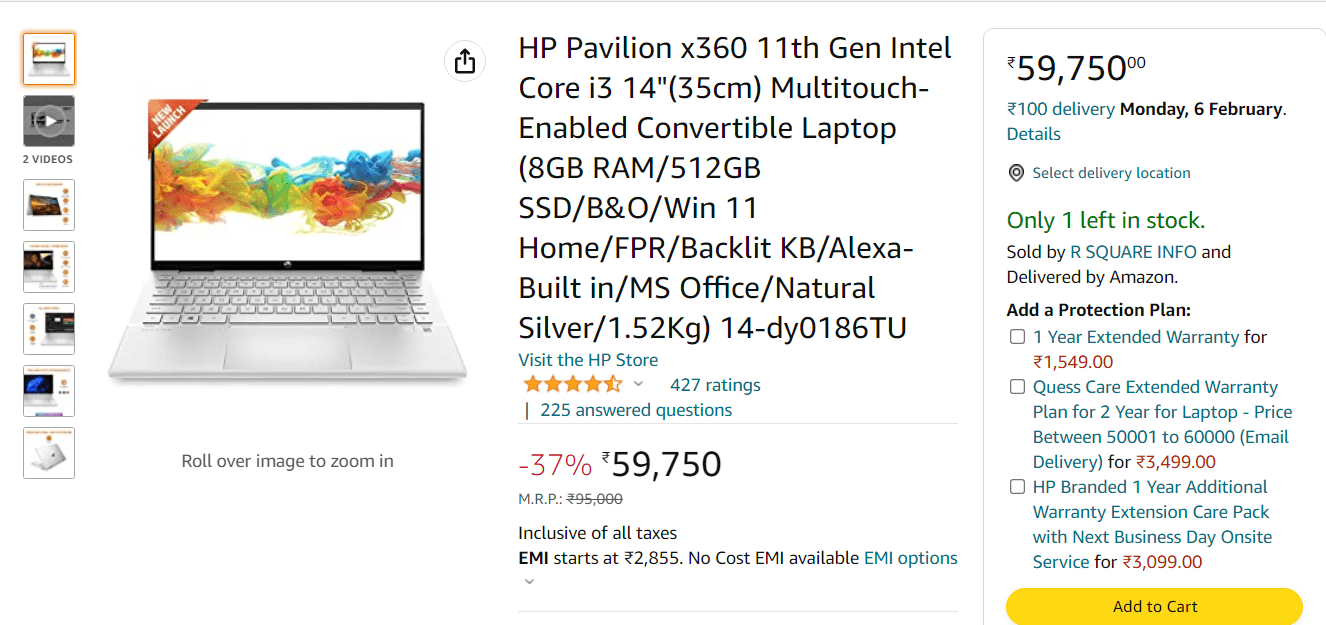 NEW
LAUNCH
2 VIDEOS
Roll over image to zoom in
HP Pavilion x360 11th Gen Intel
Core i3 14"(35cm) Multitouch-
Enabled Convertible Laptop
(8GB RAM/512GB
SSD/B&O/Win 11
Home/FPR/Backlit KB/Alexa-
Built in/MS Office/Natural
Silver/1.52Kg) 14-dy0186TU
Visit the HP Store
427 ratings
| 225 answered questions
-37% ₹59,750
M.R.P.: ₹95,000
Inclusive of all taxes
EMI starts at ₹2,855. No Cost EMI available EMI options
₹59,75000
₹100 delivery Monday, 6 February.
Details
Select delivery location
Only 1 left in stock.
Sold by R SQUARE INFO and
Delivered by Amazon.
Add a Protection Plan:
1 Year Extended Warranty for
₹1,549.00
Quess Care Extended Warranty
Plan for 2 Year for Laptop - Price
Between 50001 to 60000 (Email
Delivery) for ₹3,499.00
HP Branded 1 Year Additional
Warranty Extension Care Pack
with Next Business Day Onsite
Service for ₹3,099.00
Add to Cart